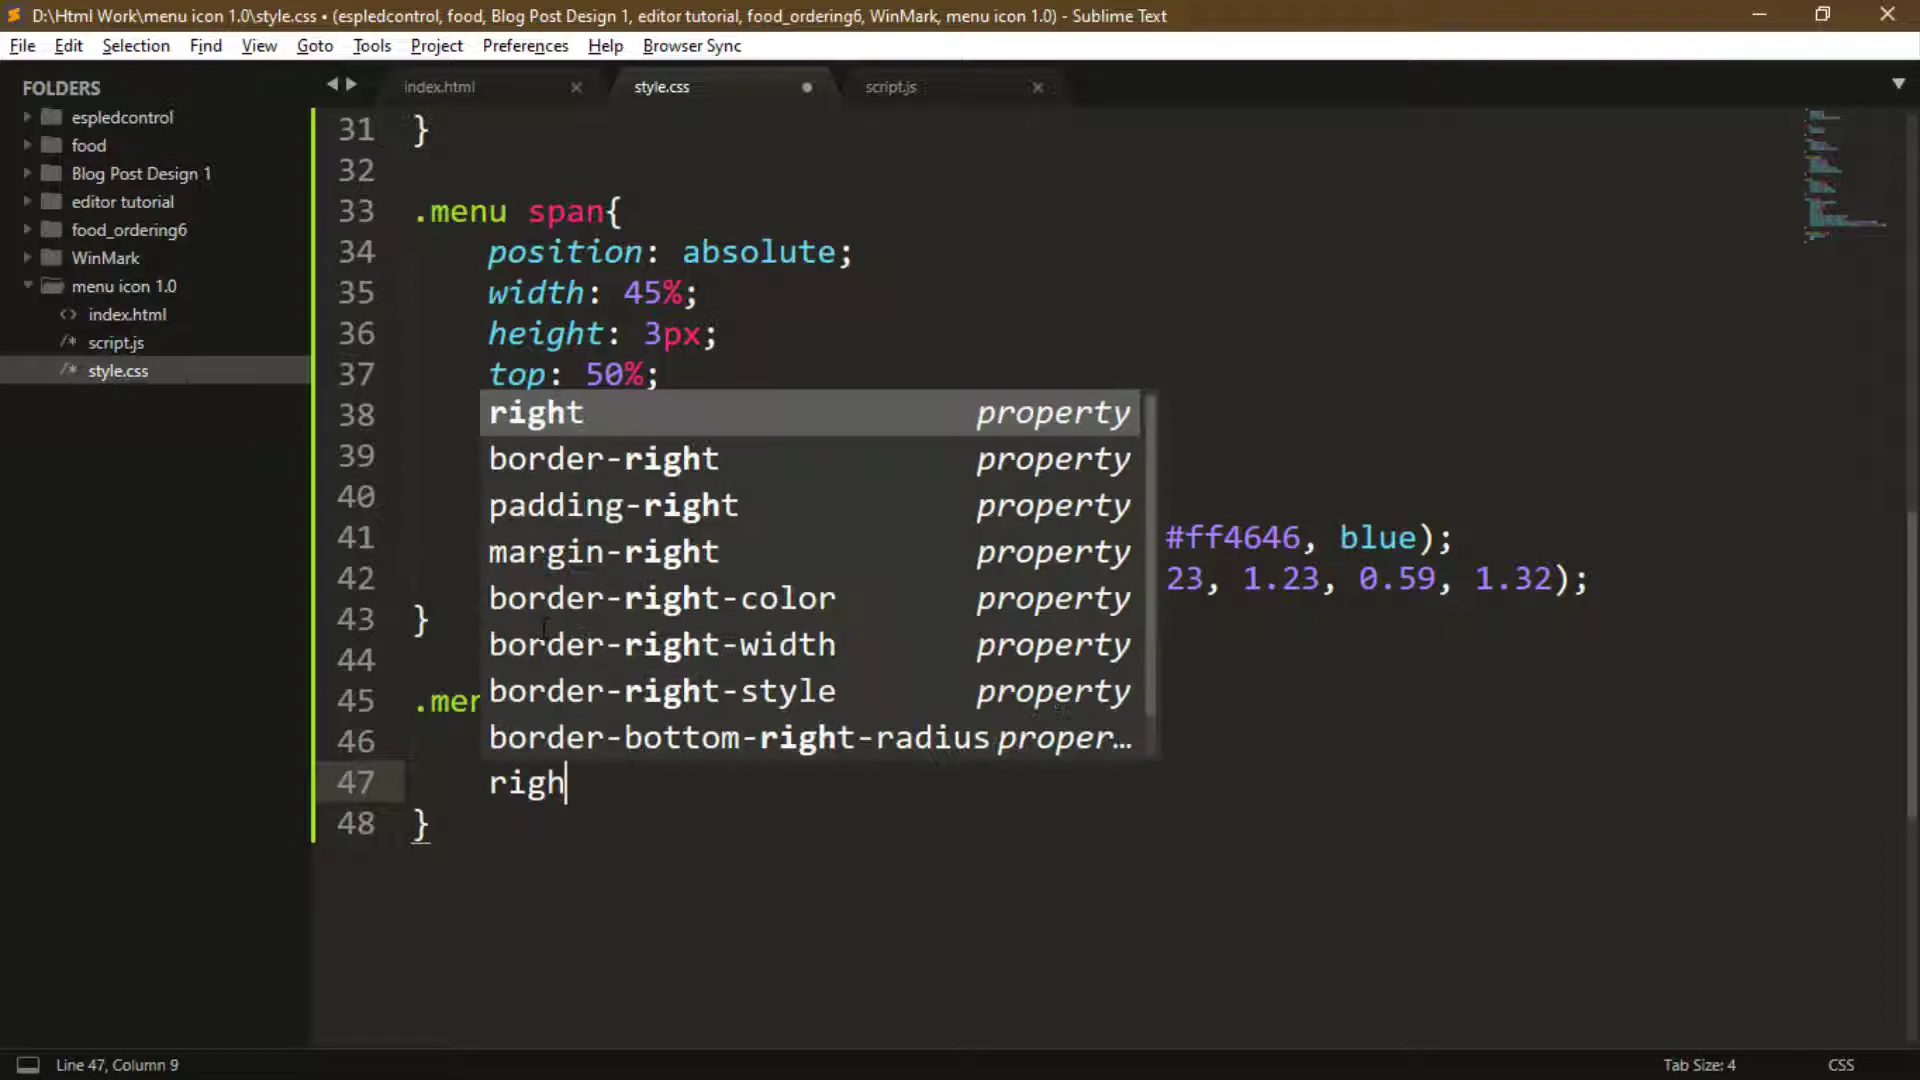 D:\Html Work\menu icon 1.0\style.css • (espledcontrol, food, Blog Post Design 1, editor tutorial, food_ordering6, WinMark, menu icon 1.0) - Sublime Text
File Edit Selection Find View Goto Tools Project Preferences Help Browser Sync
FOLDERS
espledcontrol
food
Blog Post Design 1
editor tutorial
food_ordering6
WinMark
menu icon 1.0
<> index.html
/* script.js
/* style.css
index.html style.css script.js
31 }
32
33 .menu span{
34 position: absolute;
35 width: 45%;
36 height: 3px;
37 top: 50%;
38
39
40
41 #ff4646, blue);
42 23, 1.23, 0.59, 1.32);
43 }
44
45 .men
46
47 righ
48 }
right property
border-right property
padding-right property
margin-right property
border-right-color property
border-right-width property
border-right-style property
border-bottom-right-radius proper…
Line 47, Column 9
Tab Size: 4
CSS